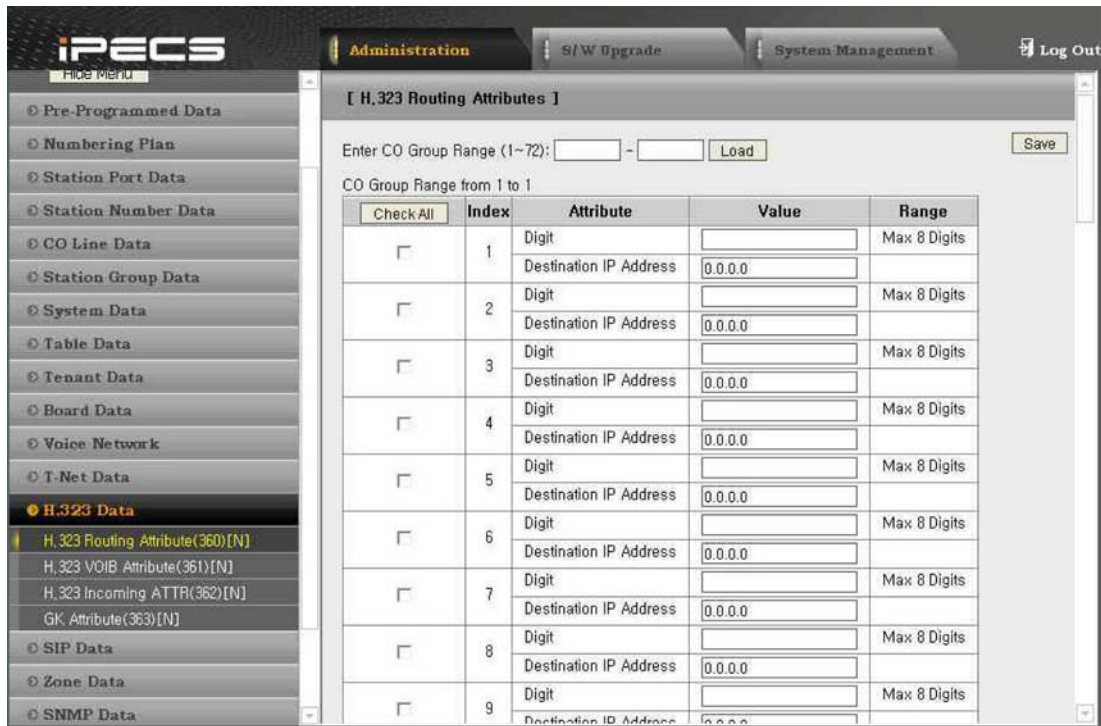 iPECS
Administration
S/W Upgrade
System Management
Log Out
Hide Menu
Pre-Programmed Data
Numbering Plan
Station Port Data
Station Number Data
CO Line Data
Station Group Data
System Data
Table Data
Tenant Data
Board Data
Voice Network
T-Net Data
H.323 Data
H.323 Routing Attribute(360)[N]
H.323 VOIB Attribute(361)[N]
H.323 Incoming ATTR(362)[N]
GK Attribute(363)[N]
SIP Data
Zone Data
SNMP Data
[ H.323 Routing Attributes ]
Enter CO Group Range (1~72): - Load
Save
CO Group Range from 1 to 1
Check All Index Attribute Value Range
1 Digit Max 8 Digits
Destination IP Address 0.0.0.0
2 Digit Max 8 Digits
Destination IP Address 0.0.0.0
3 Digit Max 8 Digits
Destination IP Address 0.0.0.0
4 Digit Max 8 Digits
Destination IP Address 0.0.0.0
5 Digit Max 8 Digits
Destination IP Address 0.0.0.0
6 Digit Max 8 Digits
Destination IP Address 0.0.0.0
7 Digit Max 8 Digits
Destination IP Address 0.0.0.0
8 Digit Max 8 Digits
Destination IP Address 0.0.0.0
9 Digit Max 8 Digits
Destination IP Address 0.0.0.0